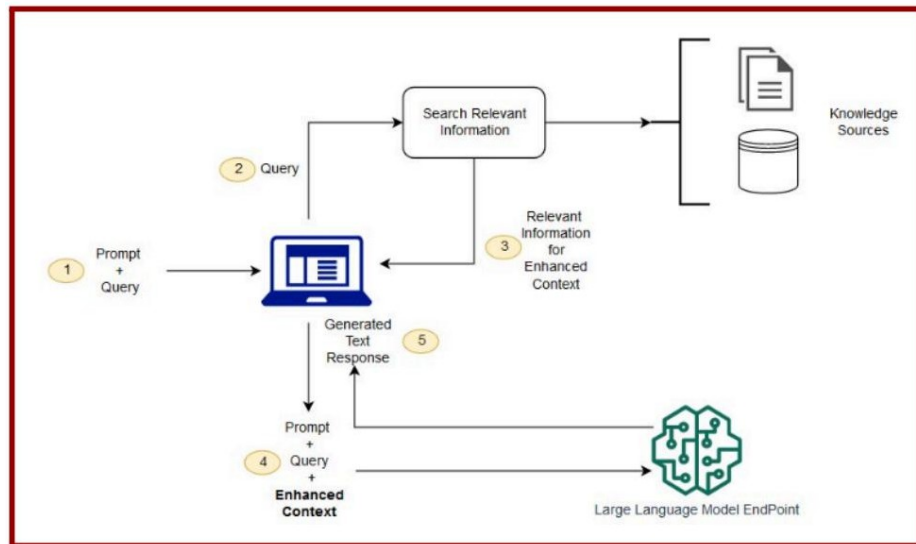 Search Relevant
Information
Knowledge
Sources
2 Query
1
Prompt
+
Query
3
Relevant
Information
for
Enhanced
Context
Generated
Text
Response
5
4
Prompt
+
Query
+
Enhanced
Context
Large Language Model EndPoint